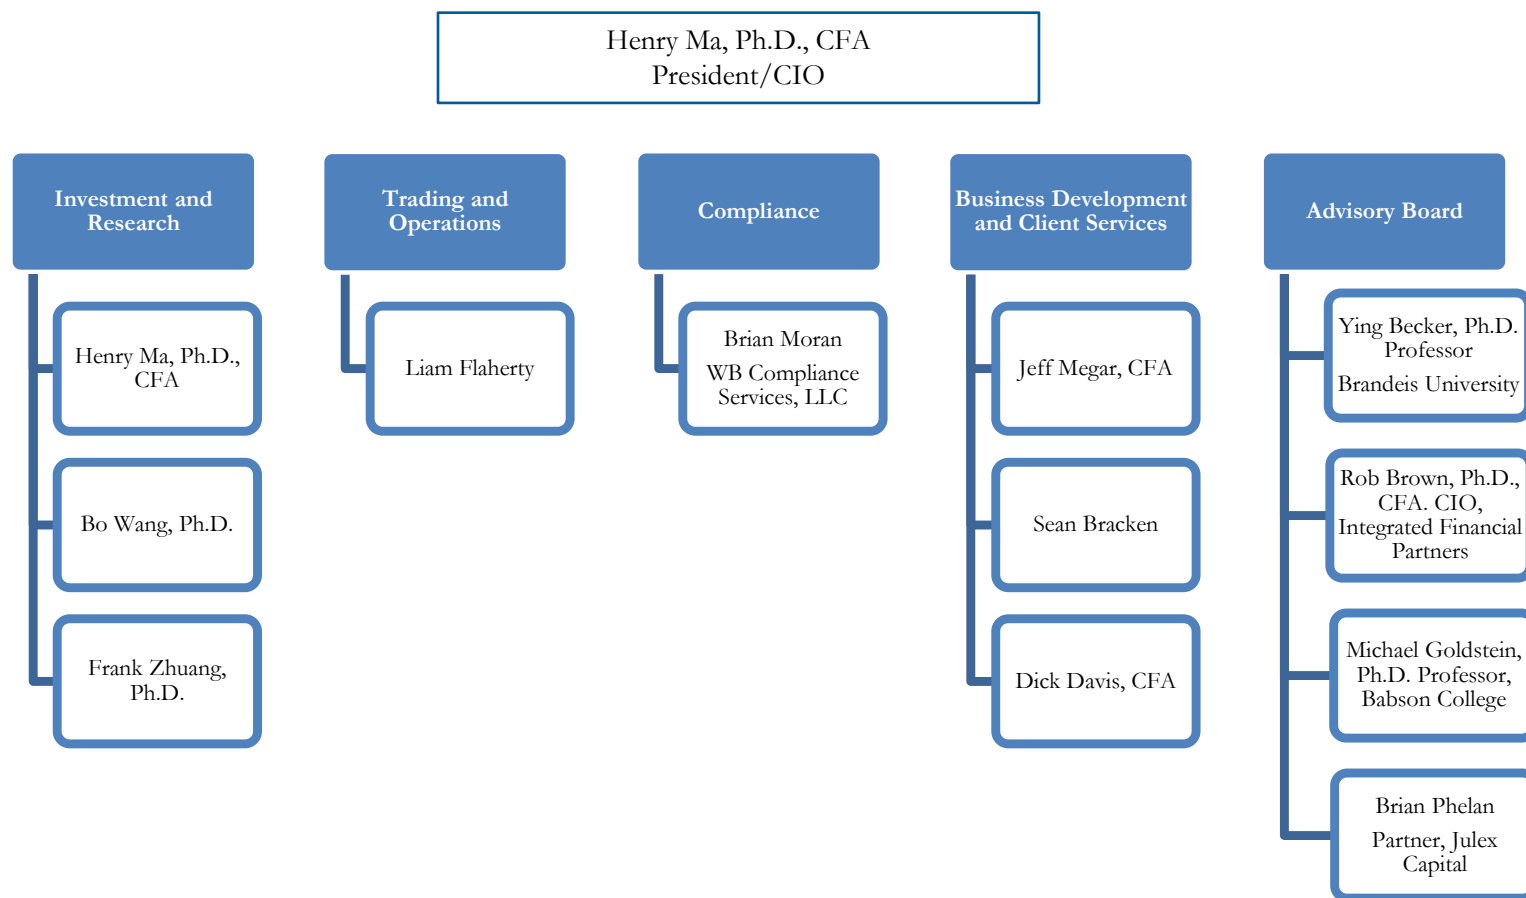 Henry Ma, Ph.D., CFA
President/CIO
Investment and
Research
Henry Ma, Ph.D.,
CFA
Bo Wang, Ph.D.
Frank Zhuang,
Ph.D.
Trading and
Operations
Liam Flaherty
Compliance
Brian Moran
WB Compliance
Services, LLC
Business Development
and Client Services
Jeff Megar, CFA
Sean Bracken
Dick Davis, CFA
Advisory Board
Ying Becker, Ph.D.
Professor
Brandeis University
Rob Brown, Ph.D.,
CFA. CIO,
Integrated Financial
Partners
Michael Goldstein,
Ph.D. Professor,
Babson College
Brian Phelan
Partner, Julex
Capital